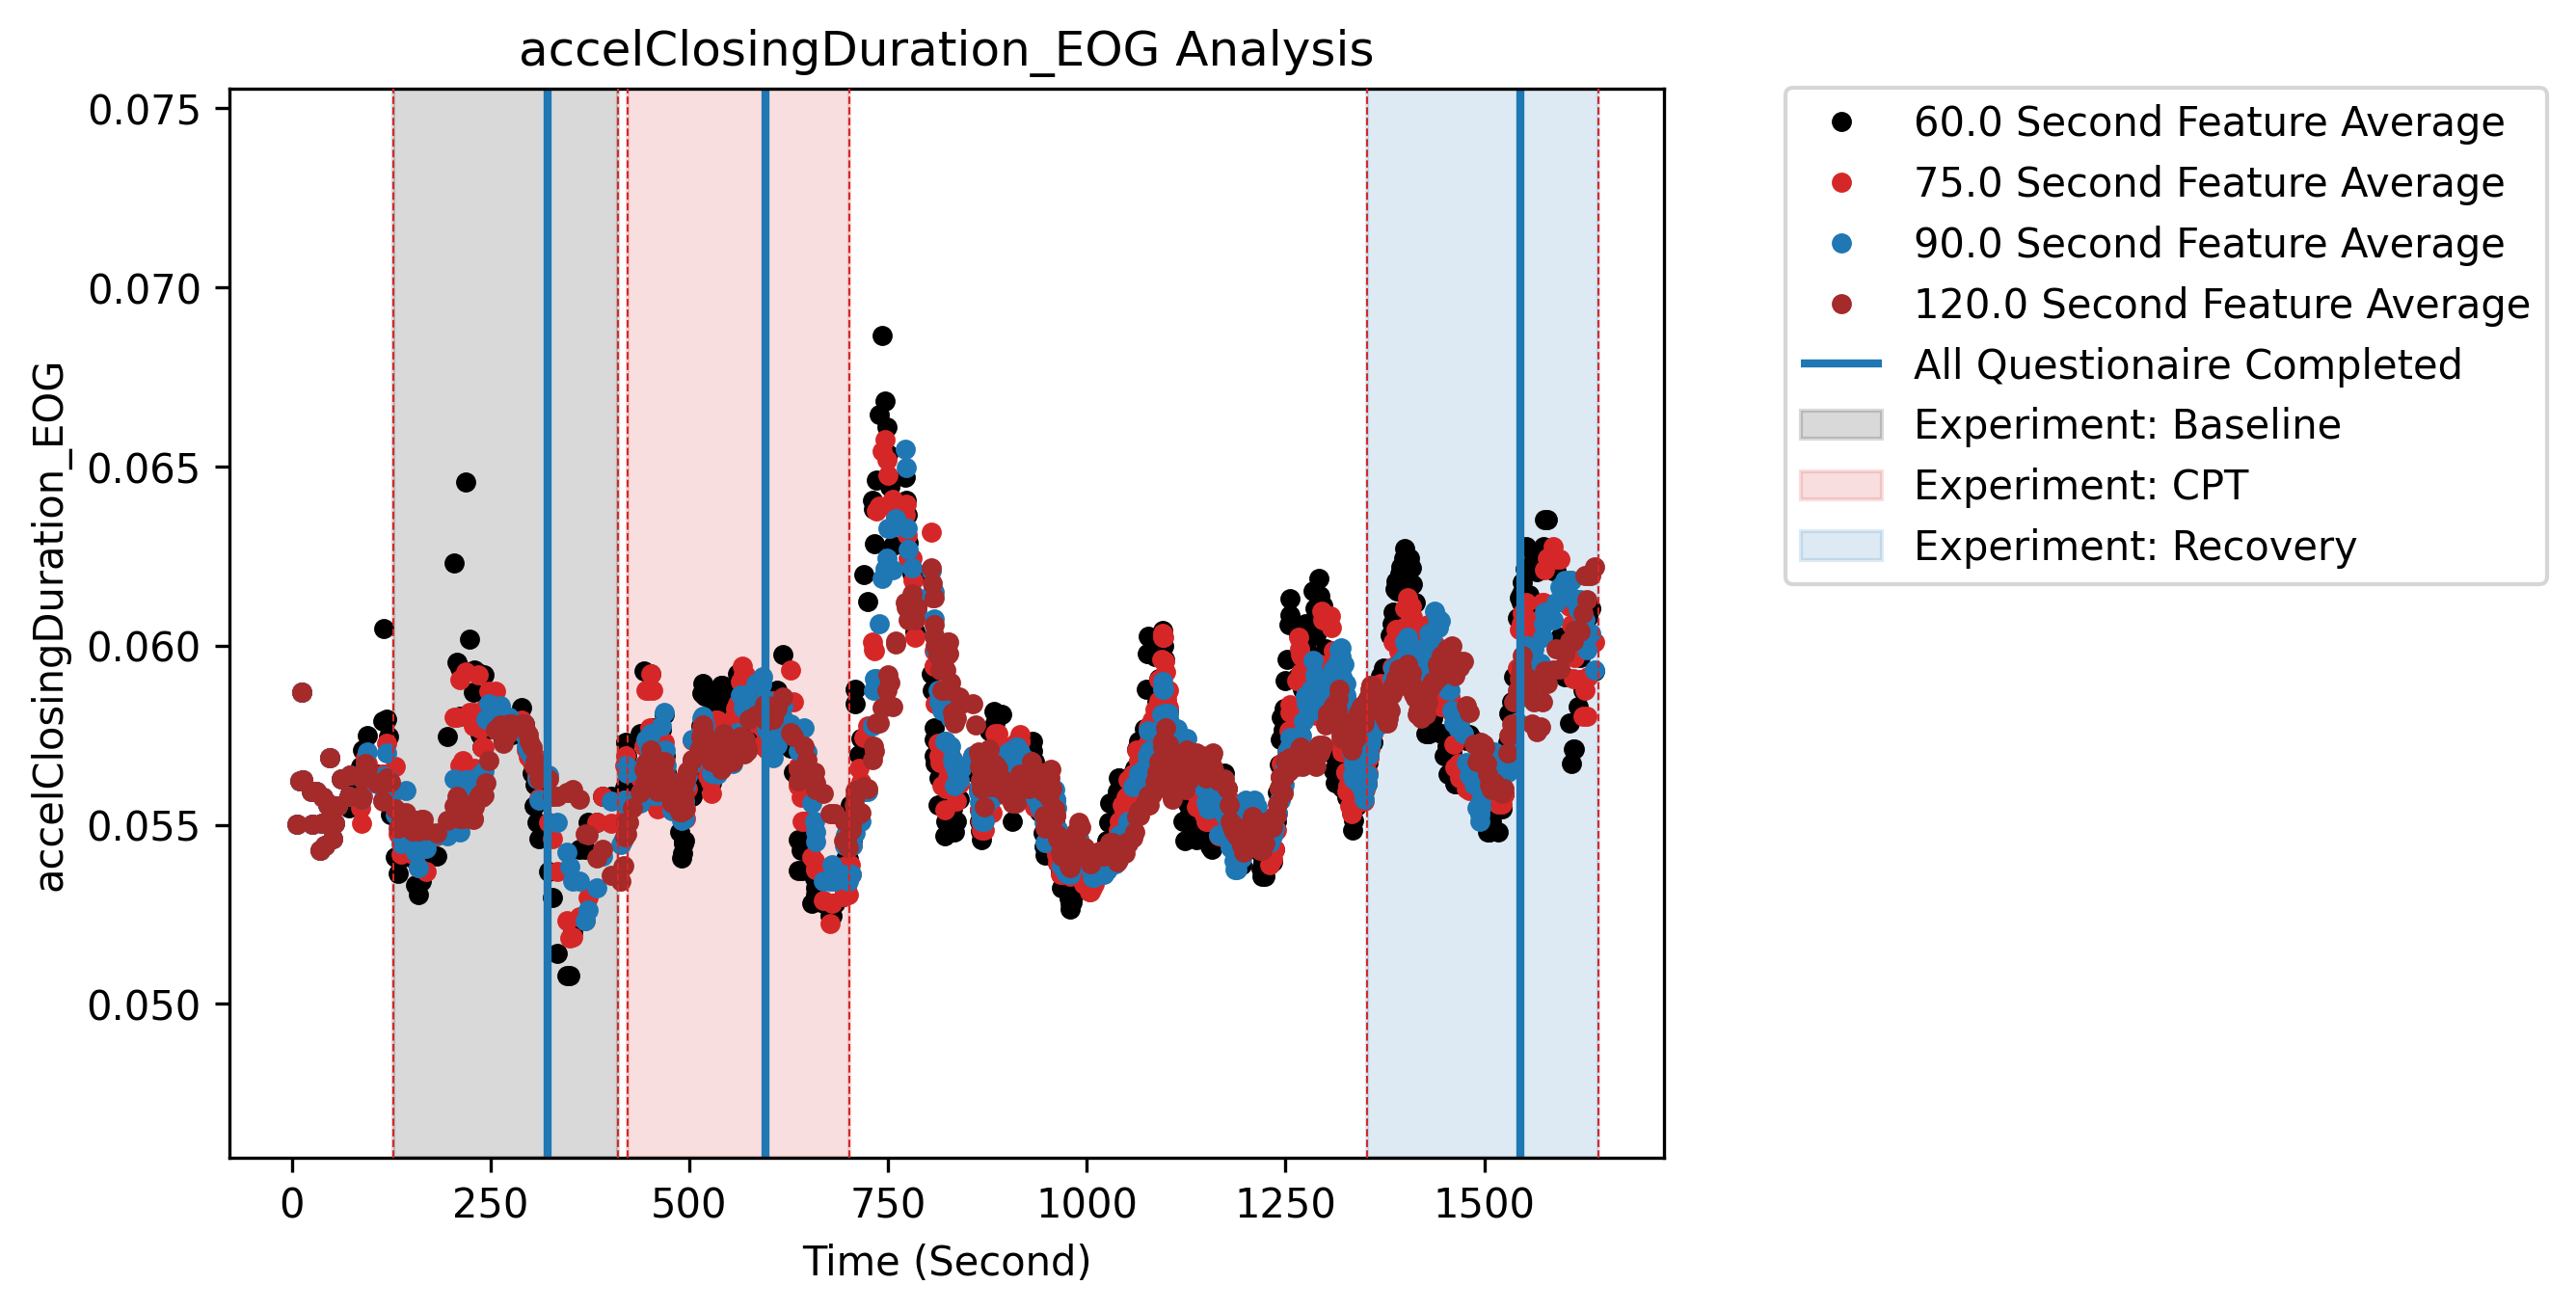 accelClosingDuration_EOG Analysis
accelClosingDuration_EOG
0.075
0.070
0.065
0.060
0.055
0.050
0
250
500
750
1000
1250
1500
Time (Second)
60.0 Second Feature Average
75.0 Second Feature Average
90.0 Second Feature Average
120.0 Second Feature Average
All Questionaire Completed
Experiment: Baseline
Experiment: CPT
Experiment: Recovery